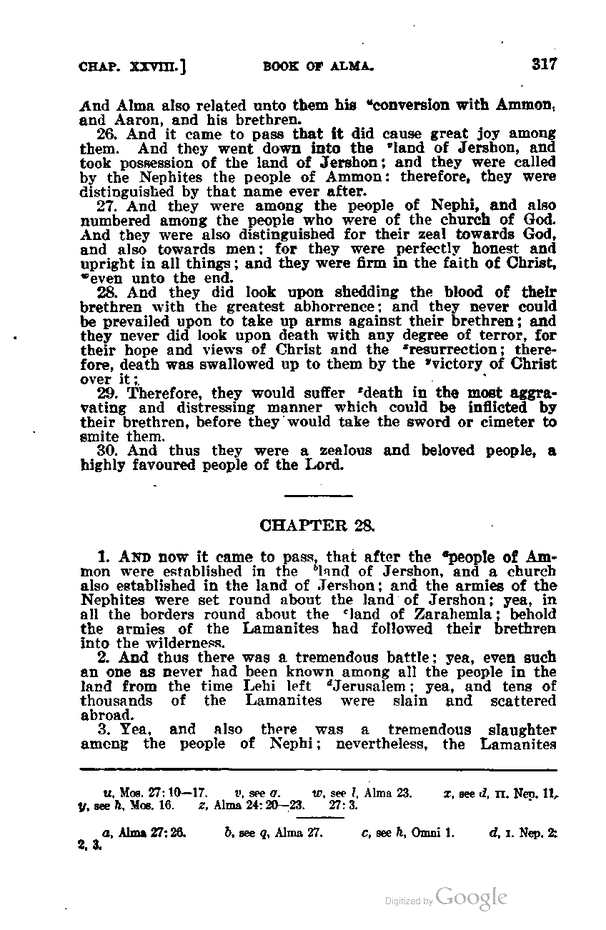 CHAP. XXVIII.] BOOK OF ALMA. 317
And Alma also related unto them his ᵘconversion with Ammon,
and Aaron, and his brethren.
26. And it came to pass that it did cause great joy among
them. And they went down into the ᵛland of Jershon, and
took possession of the land of Jershon; and they were called
by the Nephites the people of Ammon: therefore, they were
distinguished by that name ever after.
27. And they were among the people of Nephi, and also
numbered among the people who were of the church of God.
And they were also distinguished for their zeal towards God,
and also towards men: for they were perfectly honest and
upright in all things; and they were firm in the faith of Christ,
ʷeven unto the end.
28. And they did look upon shedding the blood of their
brethren with the greatest abhorrence; and they never could
be prevailed upon to take up arms against their brethren; and
they never did look upon death with any degree of terror, for
their hope and views of Christ and the ˣresurrection; there-
fore, death was swallowed up to them by the ʸvictory of Christ
over it;
29. Therefore, they would suffer ᶻdeath in the most aggra-
vating and distressing manner which could be inflicted by
their brethren, before they would take the sword or cimeter to
smite them.
30. And thus they were a zealous and beloved people, a
highly favoured people of the Lord.
CHAPTER 28.
1. AND now it came to pass, that after the ᵃpeople of Am-
mon were established in the ᵇland of Jershon, and a church
also established in the land of Jershon; and the armies of the
Nephites were set round about the land of Jershon; yea, in
all the borders round about the ᶜland of Zarahemla; behold
the armies of the Lamanites had followed their brethren
into the wilderness.
2. And thus there was a tremendous battle; yea, even such
an one as never had been known among all the people in the
land from the time Lehi left ᵈJerusalem; yea, and tens of
thousands of the Lamanites were slain and scattered
abroad.
3. Yea, and also there was a tremendous slaughter
among the people of Nephi; nevertheless, the Lamanites
u, Mos. 27: 10—17. v, see a. w, see l, Alma 23. x, see d, II. Nep. 11.
y, see h, Mos. 16. z, Alma 24: 20—23. 27: 3.
a, Alma 27: 26. b, see q, Alma 27. c, see h, Omni 1. d, I. Nep. 2:
2, 3.
Digitized by Google